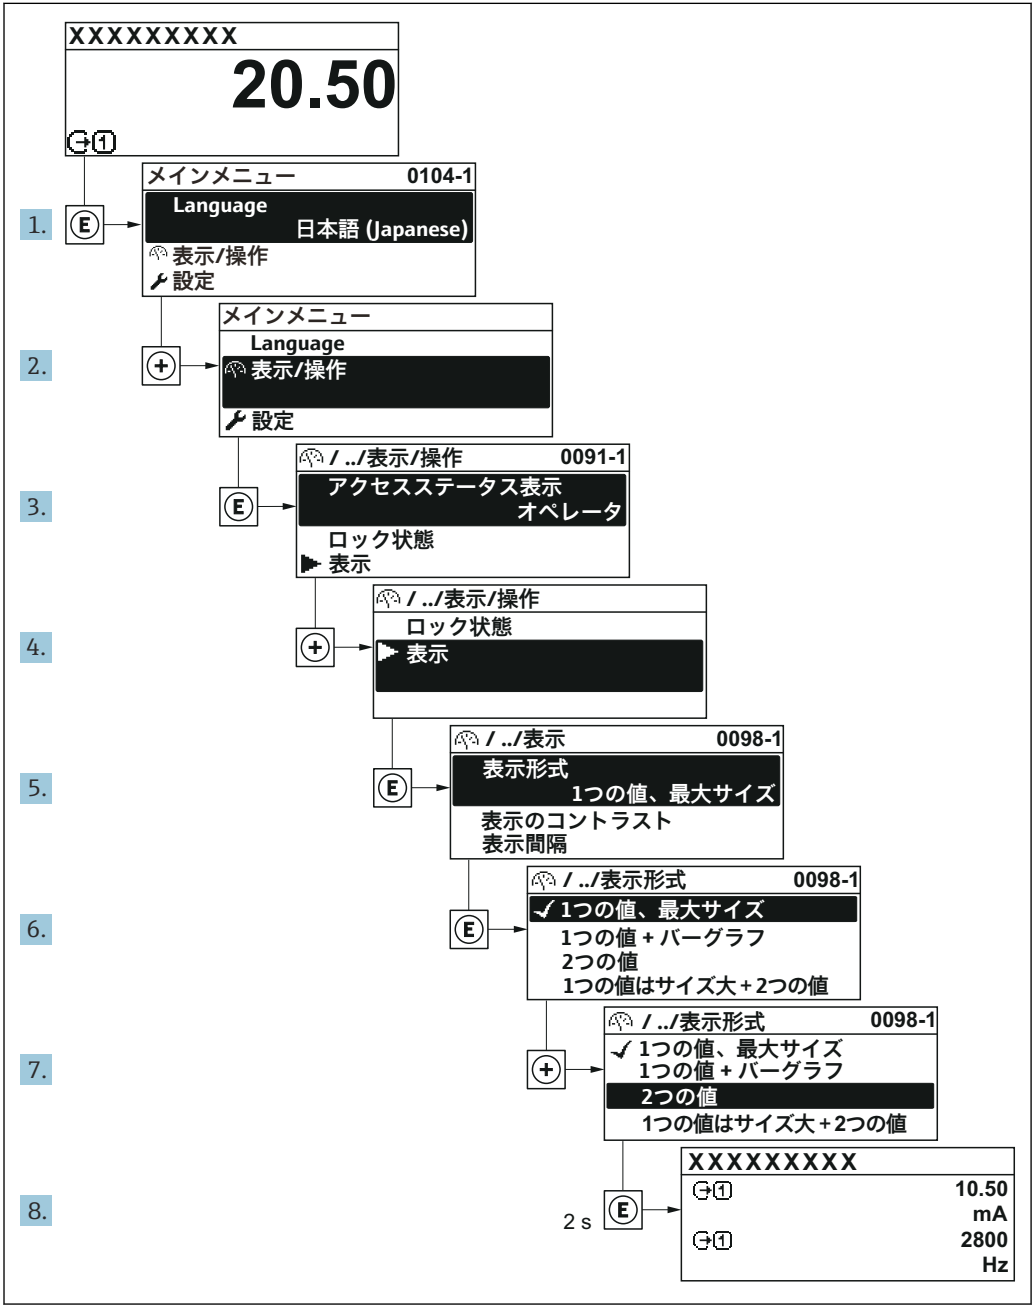 XXXXXXXXX
20.50
1
1.
E
メインメニュー 0104-1
Language
日本語 (Japanese)
表示/操作
設定
2.
+
メインメニュー
Language
表示/操作
設定
3.
E
/ ../表示/操作 0091-1
アクセスステータス表示
オペレータ
ロック状態
表示
4.
+
/ ../表示/操作
ロック状態
表示
5.
E
/ ../表示 0098-1
表示形式
1つの値、最大サイズ
表示のコントラスト
表示間隔
6.
E
/ ../表示形式 0098-1
1つの値、最大サイズ
1つの値 + バーグラフ
2つの値
1つの値はサイズ大+2つの値
7.
+
/ ../表示形式 0098-1
1つの値、最大サイズ
1つの値 + バーグラフ
2つの値
1つの値はサイズ大+2つの値
8.
2 s
E
XXXXXXXXX
1 10.50
mA
1 2800
Hz